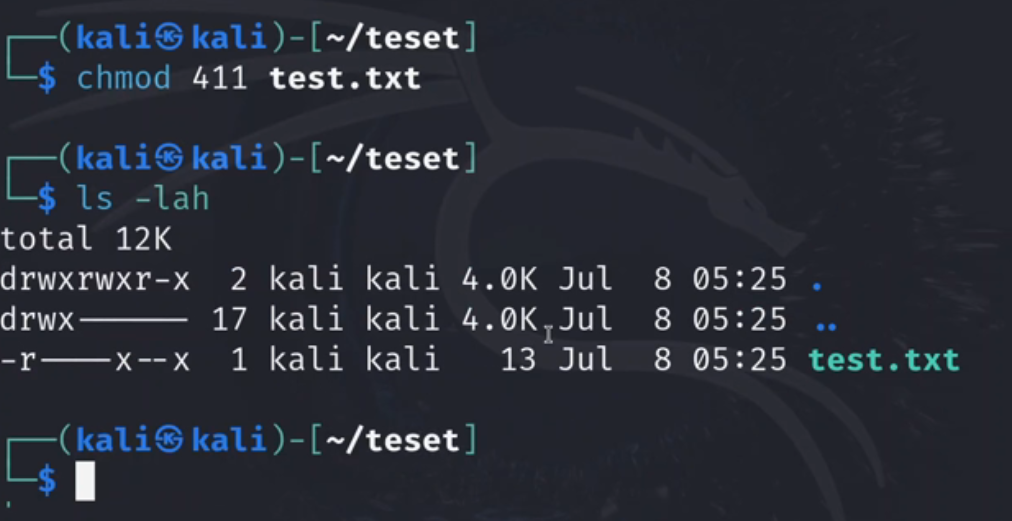 ┌──(kali㉿kali)-[~/teset]
└─$ chmod 411 test.txt
┌──(kali㉿kali)-[~/teset]
└─$ ls -lah
total 12K
drwxrwxr-x  2 kali kali 4.0K Jul  8 05:25 .
drwx------ 17 kali kali 4.0K Jul  8 05:25 ..
-r----x--x  1 kali kali   13 Jul  8 05:25 test.txt
┌──(kali㉿kali)-[~/teset]
└─$